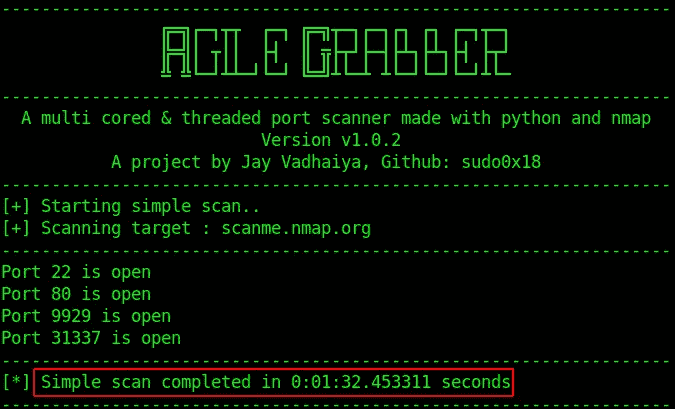 ---------------------------------------------------------------------
AGILE GRABBER
---------------------------------------------------------------------
A multi cored & threaded port scanner made with python and nmap
Version v1.0.2
A project by Jay Vadhaiya, Github: sudo0x18
---------------------------------------------------------------------
[+] Starting simple scan..
[+] Scanning target : scanme.nmap.org
---------------------------------------------------------------------
Port 22 is open
Port 80 is open
Port 9929 is open
Port 31337 is open
---------------------------------------------------------------------
[*] Simple scan completed in 0:01:32.453311 seconds
---------------------------------------------------------------------